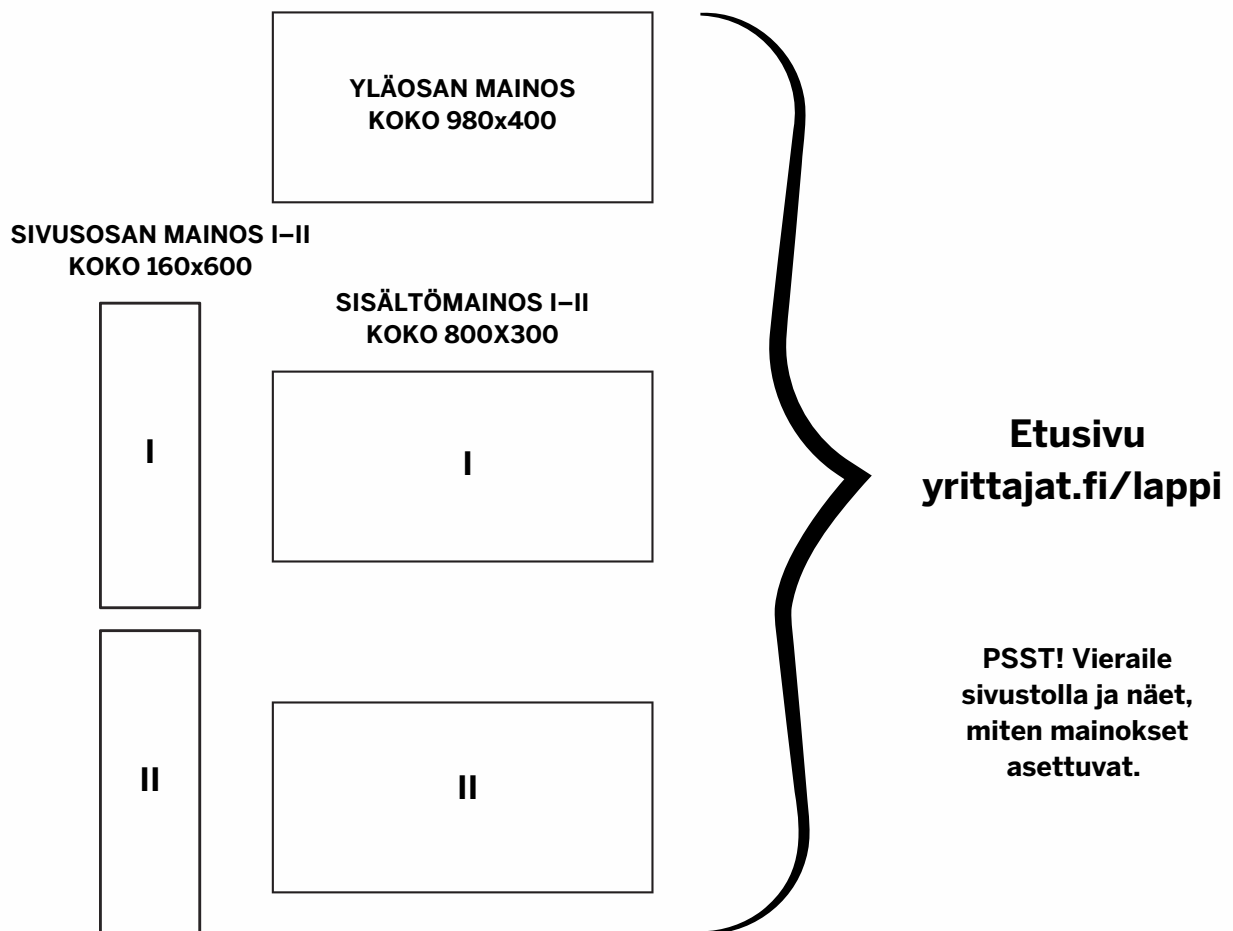 YLÄOSAN MAINOS
KOKO 980x400
SIVUSOSAN MAINOS I–II
KOKO 160x600
SISÄLTÖMAINOS I–II
KOKO 800X300
I
I
II
II
Etusivu
yrittajat.fi/lappi
PSST! Vieraile
sivustolla ja näet,
miten mainokset
asettuvat.